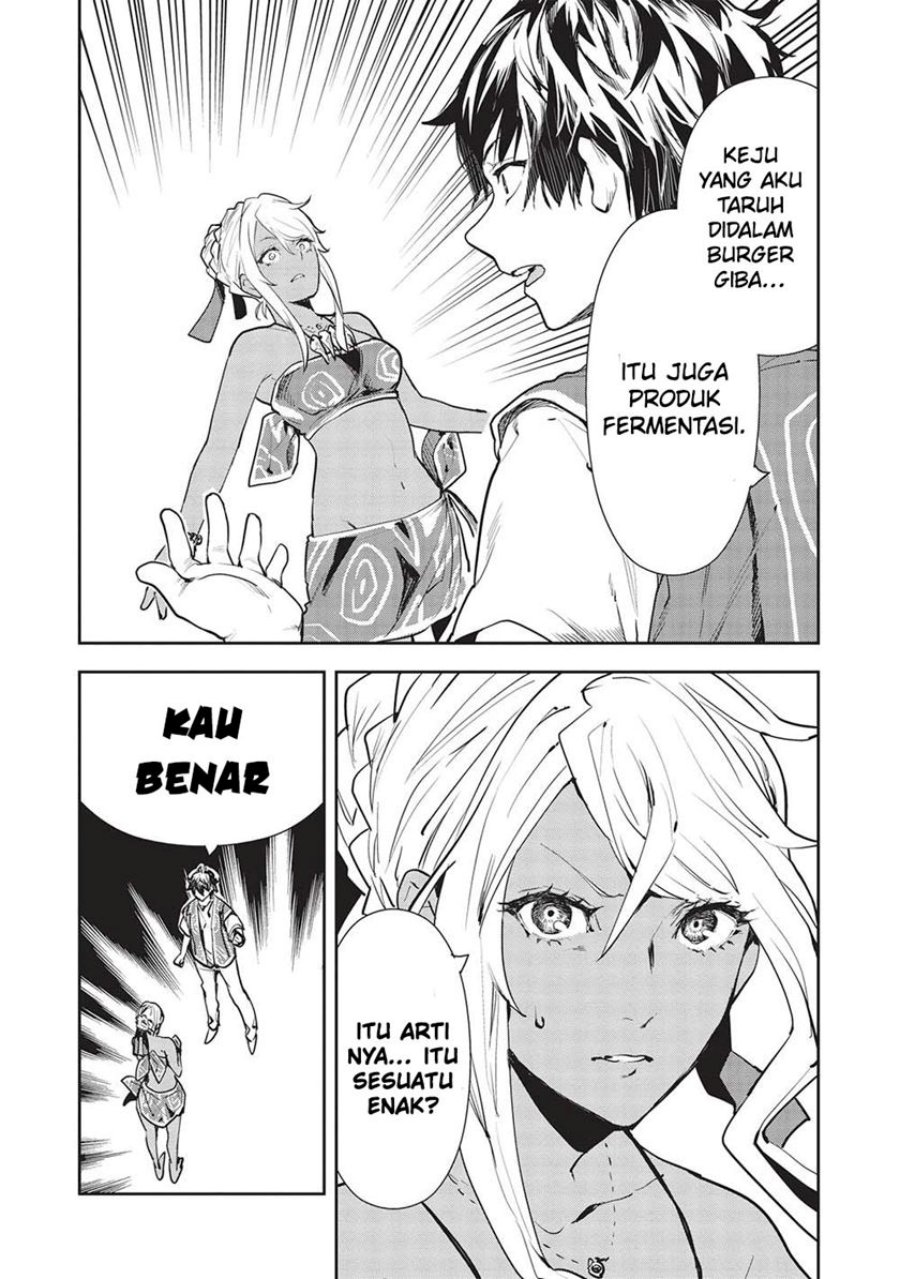 KEJU
YANG AKU
TARUH
DIDALAM
BURGER
GIBA...
ITU JUGA
PRODUK
FERMENTASI.
ITU ARTI
NYA... ITU
SESUATU
ENAK?
KAU
BENAR